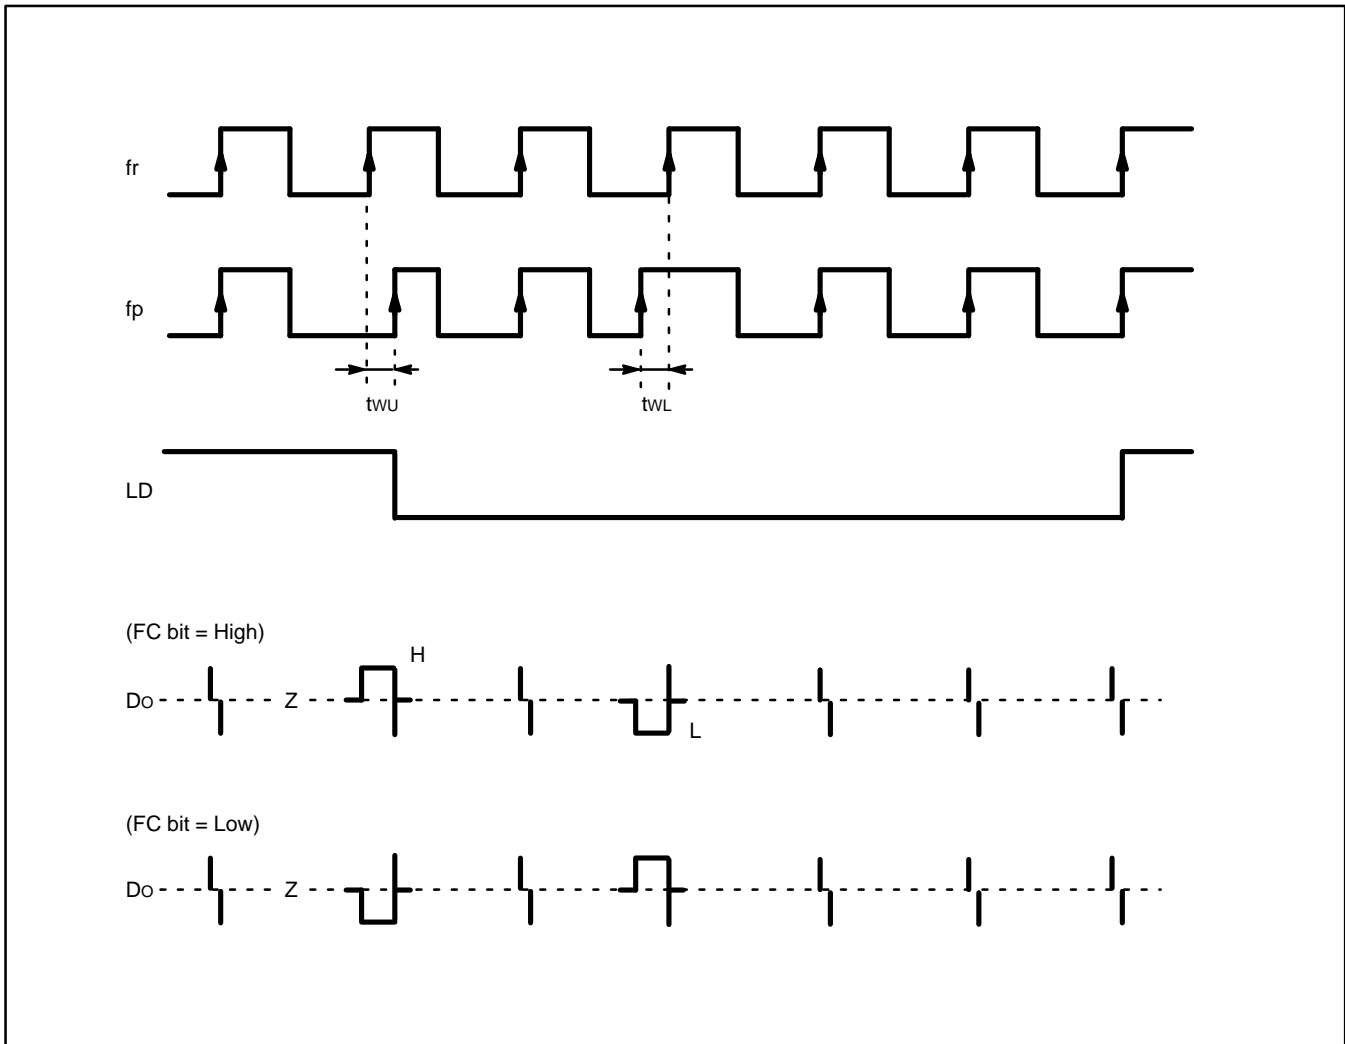 fr
fp
tWU tWL
LD
(FC bit = High)
H
Do Z
L
(FC bit = Low)
Do Z